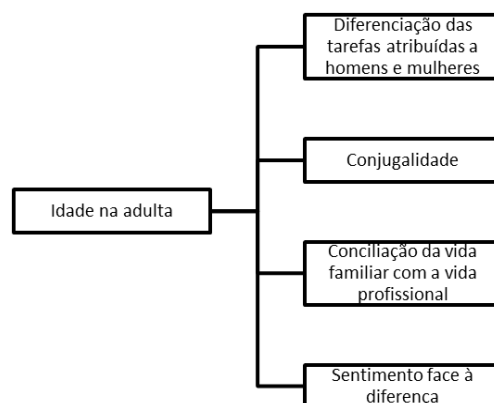 Idade na adulta
Diferenciação das
tarefas atribuídas a
homens e mulheres
Conjugalidade
Conciliação da vida
familiar com a vida
profissional
Sentimento face à
diferença